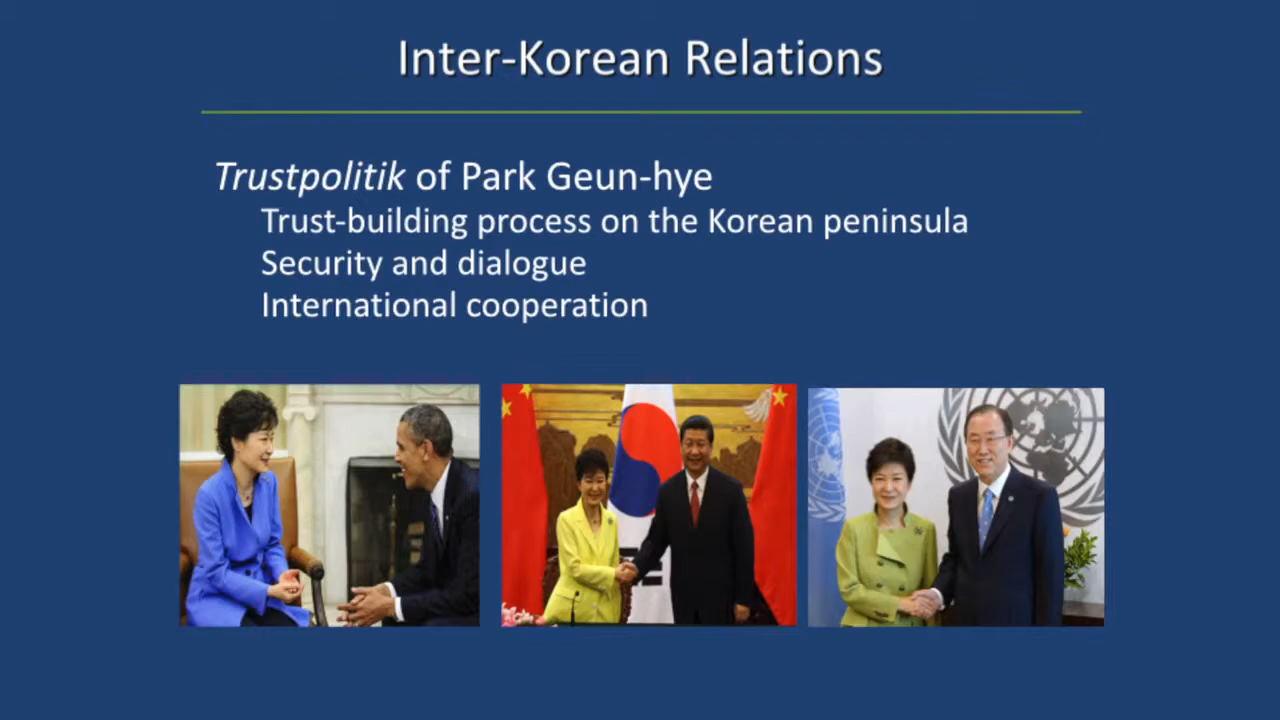 Inter-Korean Relations
Trustpolitik of Park Geun-hye
Trust-building process on the Korean peninsula
Security and dialogue
International cooperation